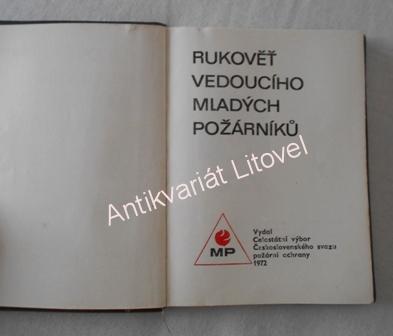 RUKOVĚŤ
VEDOUCÍHO
MLADÝCH
POŽÁRNÍKŮ
Antikvariát Litovel
MP
Vydal
Celostátní výbor
Československého svazu
požární ochrany
1972